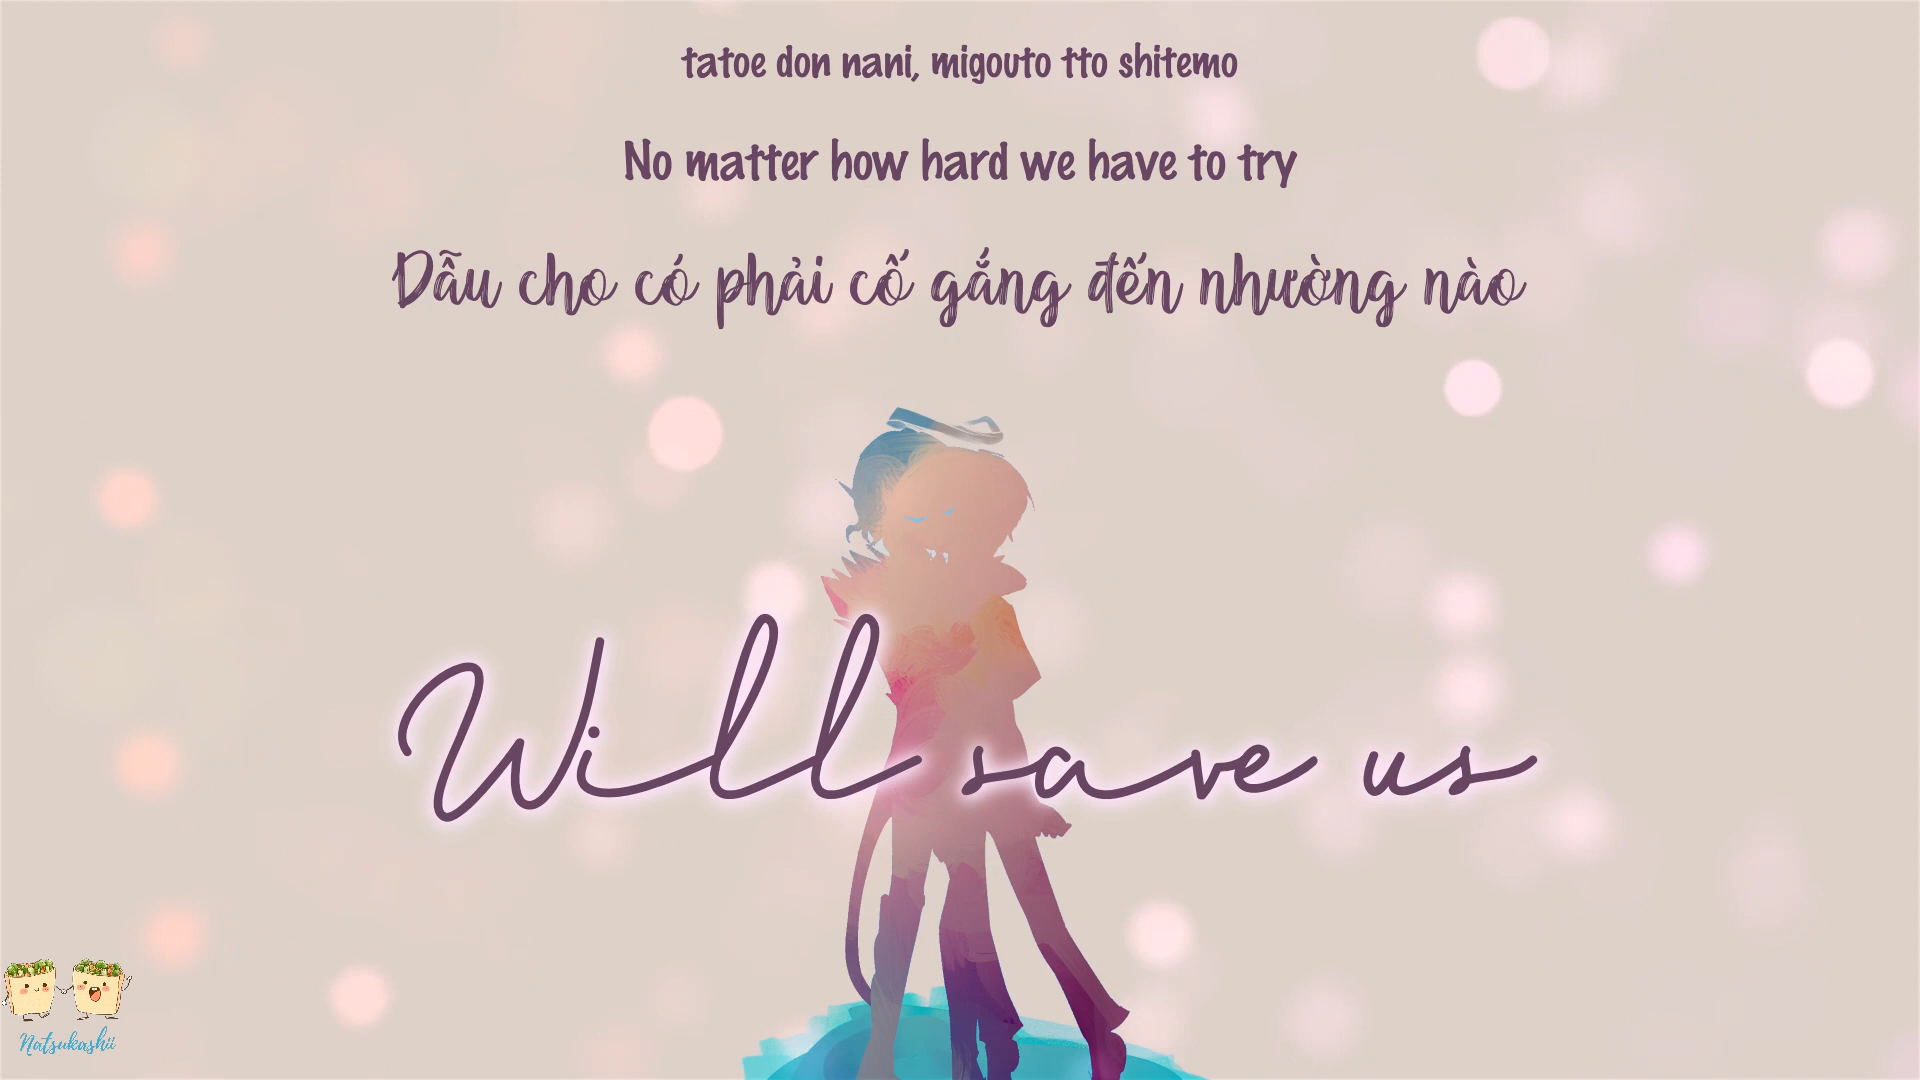 tatoe don nani, migouto tto shitemo
No matter how hard we have to try
Dẫu cho có phải cố gắng đến nhường nào
Will save us
Natsukashii